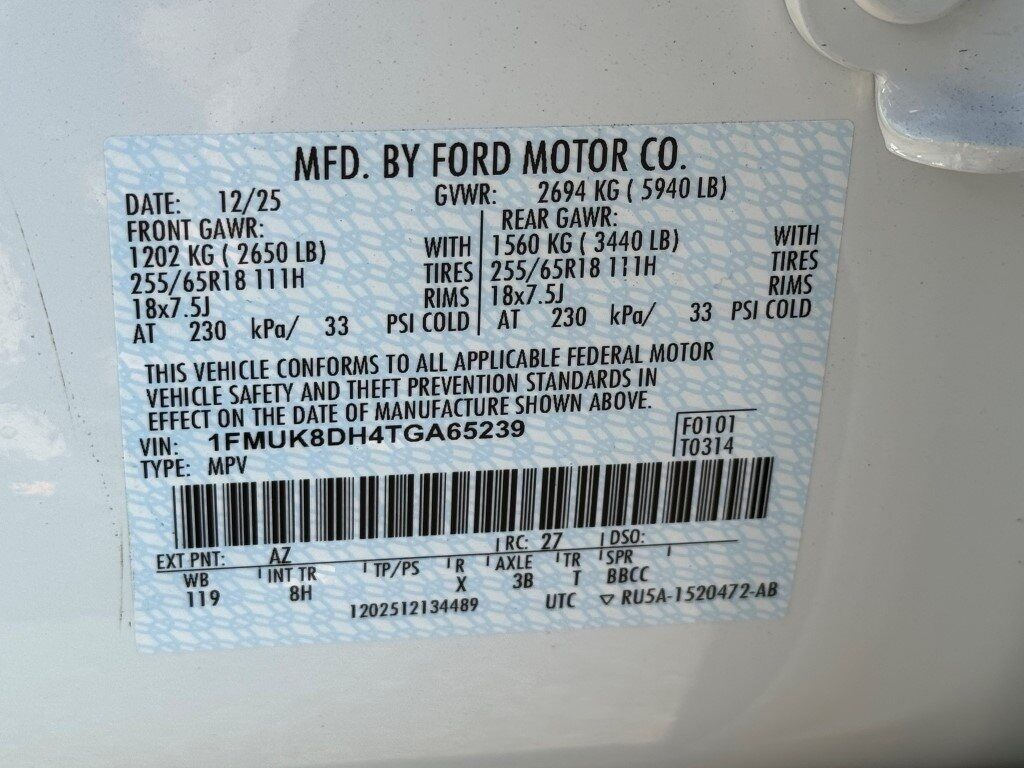 MFD. BY FORD MOTOR CO.
DATE: 12/25 GVWR: 2694 KG ( 5940 LB)
FRONT GAWR: REAR GAWR:
1202 KG ( 2650 LB) WITH 1560 KG ( 3440 LB) WITH
255/65R18 111H TIRES 255/65R18 111H TIRES
18x7.5J RIMS 18x7.5J RIMS
AT 230 kPa/ 33 PSI COLD AT 230 kPa/ 33 PSI COLD
THIS VEHICLE CONFORMS TO ALL APPLICABLE FEDERAL MOTOR
VEHICLE SAFETY AND THEFT PREVENTION STANDARDS IN
EFFECT ON THE DATE OF MANUFACTURE SHOWN ABOVE.
VIN: 1FMUK8DH4TGA65239 F0101
TYPE: MPV T0314
EXT PNT: AZ RC: 27 DSO:
WB INT TR TP/PS R AXLE TR SPR
119 8H X 3B T BBCC
1202512134489 UTC ▽ RU5A-1520472-AB